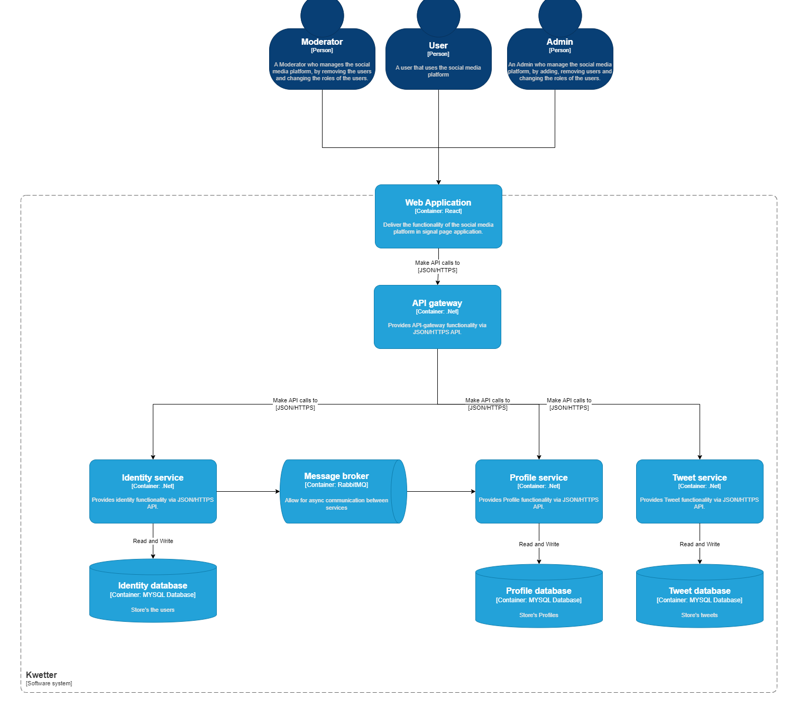 Moderator
[Person]
A Moderator who manages the social
media platform, by removing the users
and changing the roles of the users.
User
[Person]
A user that uses the social media
platform
Admin
[Person]
An Admin who manage the social media
platform, by adding, removing users and
changing the roles of the users.
Web Application
[Container: React]
Deliver the functionality of the social media
platform in signal page application
Make API calls to
[JSON/HTTPS]
API gateway
[Container: .Net]
Provides API-gateway functionality via
JSON/HTTPS API.
Make API calls to
[JSON/HTTPS]
Make API calls to
[JSON/HTTPS]
Make API calls to
[JSON/HTTPS]
Identity service
[Container: .Net]
Provides identity functionality via JSON/HTTPS
API.
Message broker
[Container: RabbitMQ]
Allow for async communication between
services
Profile service
[Container: .Net]
Provides Profile functionality via JSON/HTTPS
API.
Tweet service
[Container: .Net]
Provides Tweet functionality via JSON/HTTPS
API.
Read and Write
Read and Write
Read and Write
Identity database
[Container: MYSQL Database]
Store's the users
Profile database
[Container: MYSQL Database]
Store's Profiles
Tweet database
[Container: MYSQL Database]
Store's tweets
Kwetter
[Software system]